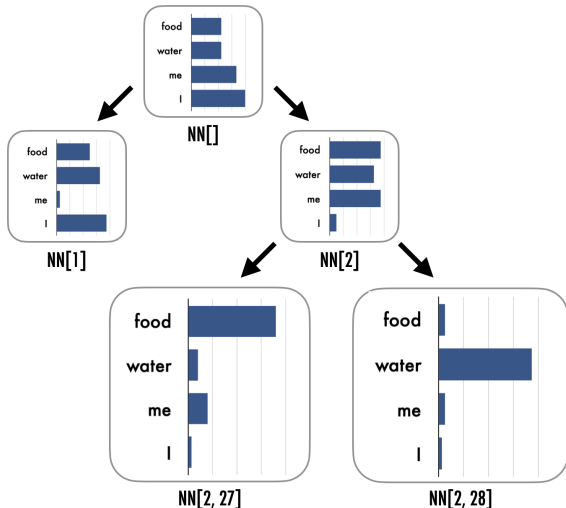 food
water
me
I
NN[]
food
water
me
I
NN[1]
food
water
me
I
NN[2]
food
water
me
I
NN[2, 27]
food
water
me
I
NN[2, 28]